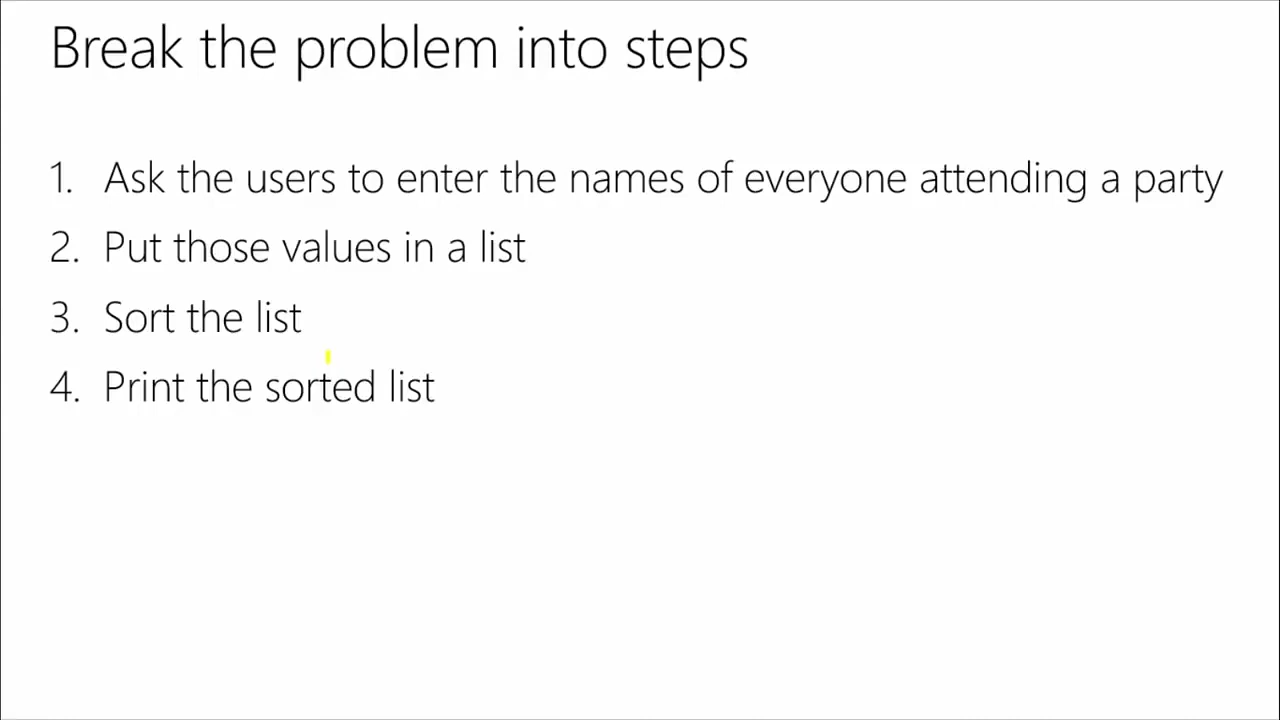 Break the problem into steps
1. Ask the users to enter the names of everyone attending a party
2. Put those values in a list
3. Sort the list
4. Print the sorted list